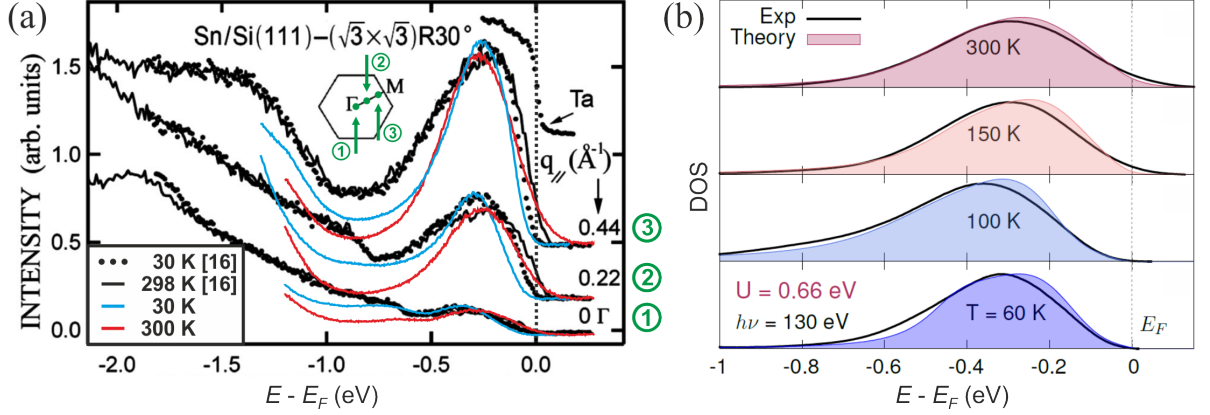 (a)
Sn/Si(111)−(√3×√3)R30°
②
Γ
M
①
③
Ta
q// (Å⁻¹)
0.44 ③
0.22 ②
0 Γ ①
1.5
1.0
0.5
0.0
INTENSITY (arb. units)
30 K [16]
298 K [16]
30 K
300 K
-2.0 -1.5 -1.0 -0.5 0.0
E - EF (eV)
(b)
Exp
Theory
300 K
150 K
100 K
U = 0.66 eV
hν = 130 eV
T = 60 K
EF
DOS
-1 -0.8 -0.6 -0.4 -0.2 0
E - EF (eV)